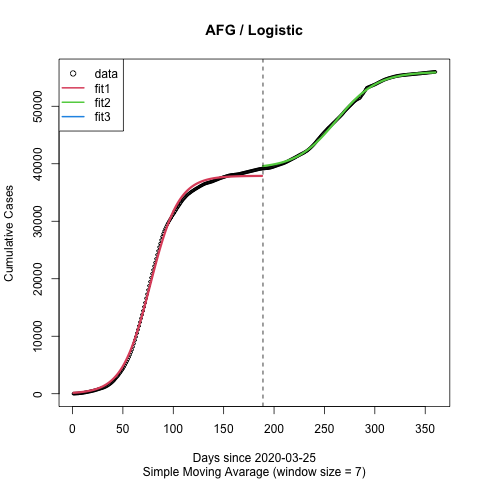 AFG / Logistic
data
fit1
fit2
fit3
Cumulative Cases
0
10000
20000
30000
40000
50000
0 50 100 150 200 250 300 350
Days since 2020-03-25
Simple Moving Avarage (window size = 7)